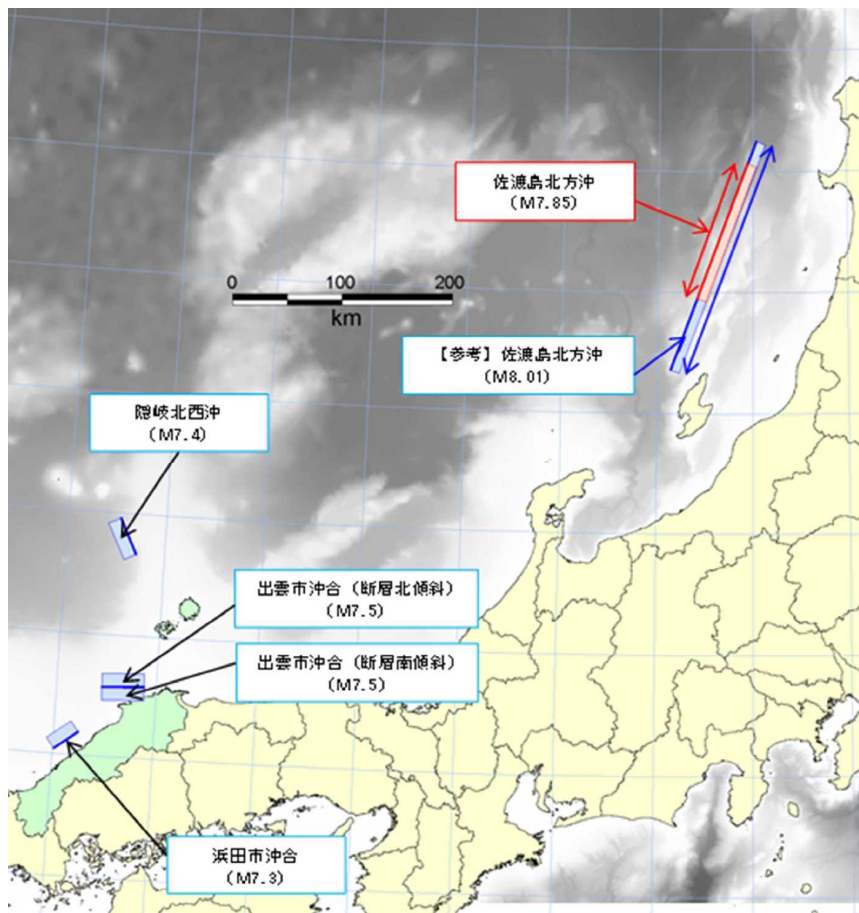 佐渡島北方沖
(M7.85)
0 100 200
km
【参考】佐渡島北方沖
(M8.01)
隠岐北西沖
(M7.4)
出雲市沖合（断層北傾斜）
(M7.5)
出雲市沖合（断層南傾斜）
(M7.5)
浜田市沖合
(M7.3)